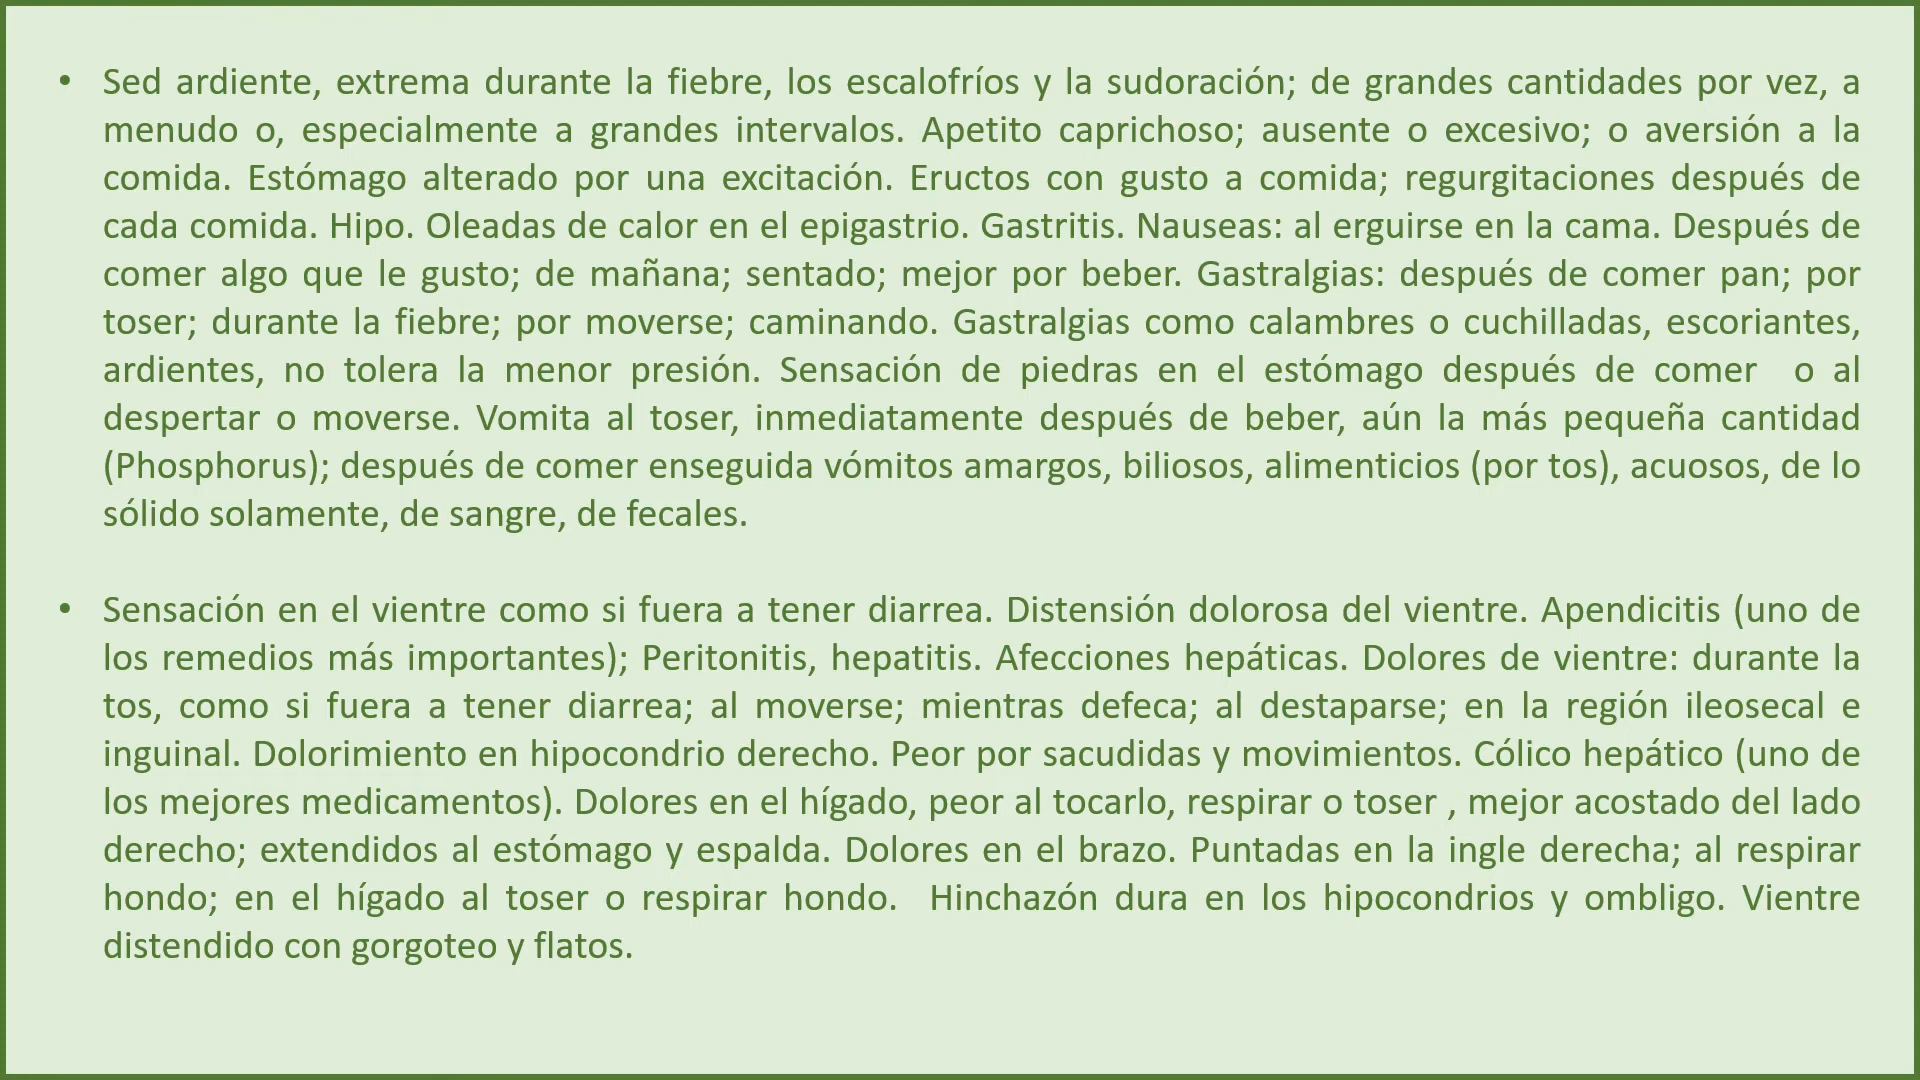 • Sed ardiente, extrema durante la fiebre, los escalofríos y la sudoración; de grandes cantidades por vez, a
menudo o, especialmente a grandes intervalos. Apetito caprichoso; ausente o excesivo; o aversión a la
comida. Estómago alterado por una excitación. Eructos con gusto a comida; regurgitaciones después de
cada comida. Hipo. Oleadas de calor en el epigastrio. Gastritis. Nauseas: al erguirse en la cama. Después de
comer algo que le gusto; de mañana; sentado; mejor por beber. Gastralgias: después de comer pan; por
toser; durante la fiebre; por moverse; caminando. Gastralgias como calambres o cuchilladas, escoriantes,
ardientes, no tolera la menor presión. Sensación de piedras en el estómago después de comer  o al
despertar o moverse. Vomita al toser, inmediatamente después de beber, aún la más pequeña cantidad
(Phosphorus); después de comer enseguida vómitos amargos, biliosos, alimenticios (por tos), acuosos, de lo
sólido solamente, de sangre, de fecales.
• Sensación en el vientre como si fuera a tener diarrea. Distensión dolorosa del vientre. Apendicitis (uno de
los remedios más importantes); Peritonitis, hepatitis. Afecciones hepáticas. Dolores de vientre: durante la
tos, como si fuera a tener diarrea; al moverse; mientras defeca; al destaparse; en la región ileosecal e
inguinal. Dolorimiento en hipocondrio derecho. Peor por sacudidas y movimientos. Cólico hepático (uno de
los mejores medicamentos). Dolores en el hígado, peor al tocarlo, respirar o toser , mejor acostado del lado
derecho; extendidos al estómago y espalda. Dolores en el brazo. Puntadas en la ingle derecha; al respirar
hondo; en el hígado al toser o respirar hondo.  Hinchazón dura en los hipocondrios y ombligo. Vientre
distendido con gorgoteo y flatos.